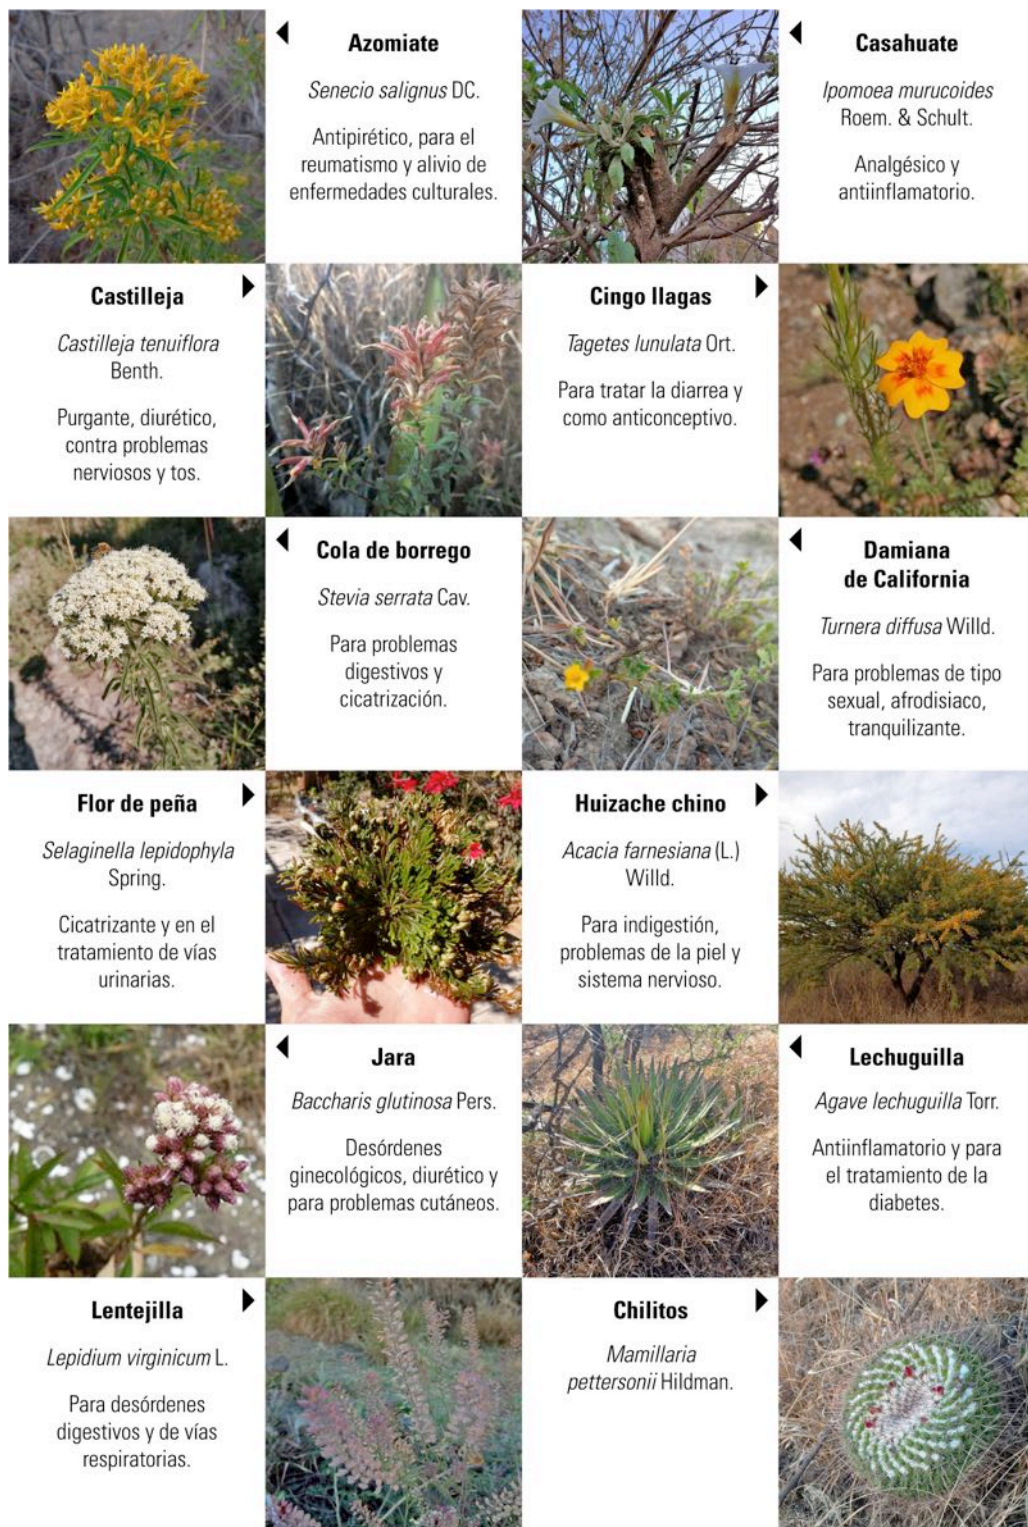 Azomiate
Senecio salignus DC.
Antipirético, para el
reumatismo y alivio de
enfermedades culturales.
Casahuate
Ipomoea murucoides
Roem. & Schult.
Analgésico y
antiinflamatorio.
Castilleja
Castilleja tenuiflora
Benth.
Purgante, diurético,
contra problemas
nerviosos y tos.
Cingo llagas
Tagetes lunulata Ort.
Para tratar la diarrea y
como anticonceptivo.
Cola de borrego
Stevia serrata Cav.
Para problemas
digestivos y
cicatrización.
Damiana
de California
Turnera diffusa Willd.
Para problemas de tipo
sexual, afrodisiaco,
tranquilizante.
Flor de peña
Selaginella lepidophyla
Spring.
Cicatrizante y en el
tratamiento de vías
urinarias.
Huizache chino
Acacia farnesiana (L.)
Willd.
Para indigestión,
problemas de la piel y
sistema nervioso.
Jara
Baccharis glutinosa Pers.
Desórdenes
ginecológicos, diurético y
para problemas cutáneos.
Lechuguilla
Agave lechuguilla Torr.
Antiinflamatorio y para
el tratamiento de la
diabetes.
Lentejilla
Lepidium virginicum L.
Para desórdenes
digestivos y de vías
respiratorias.
Chilitos
Mamillaria
pettersonii Hildman.